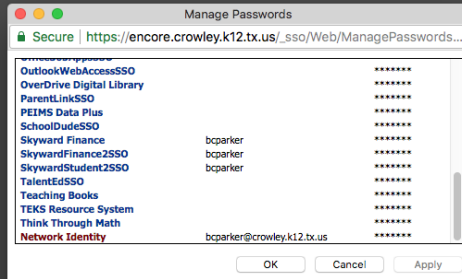 Manage Passwords
Secure | https://encore.crowley.k12.tx.us/_sso/Web/ManagePasswords...
OutlookWebAccessSSO *******
OverDrive Digital Library *******
ParentLinkSSO *******
PEIMS Data Plus *******
SchoolDudeSSO *******
Skyward Finance bcparker *******
SkywardFinance2SSO bcparker *******
SkywardStudent2SSO bcparker *******
TalentEdSSO *******
Teaching Books *******
TEKS Resource System *******
Think Through Math *******
Network Identity bcparker@crowley.k12.tx.us *******
OK Cancel Apply